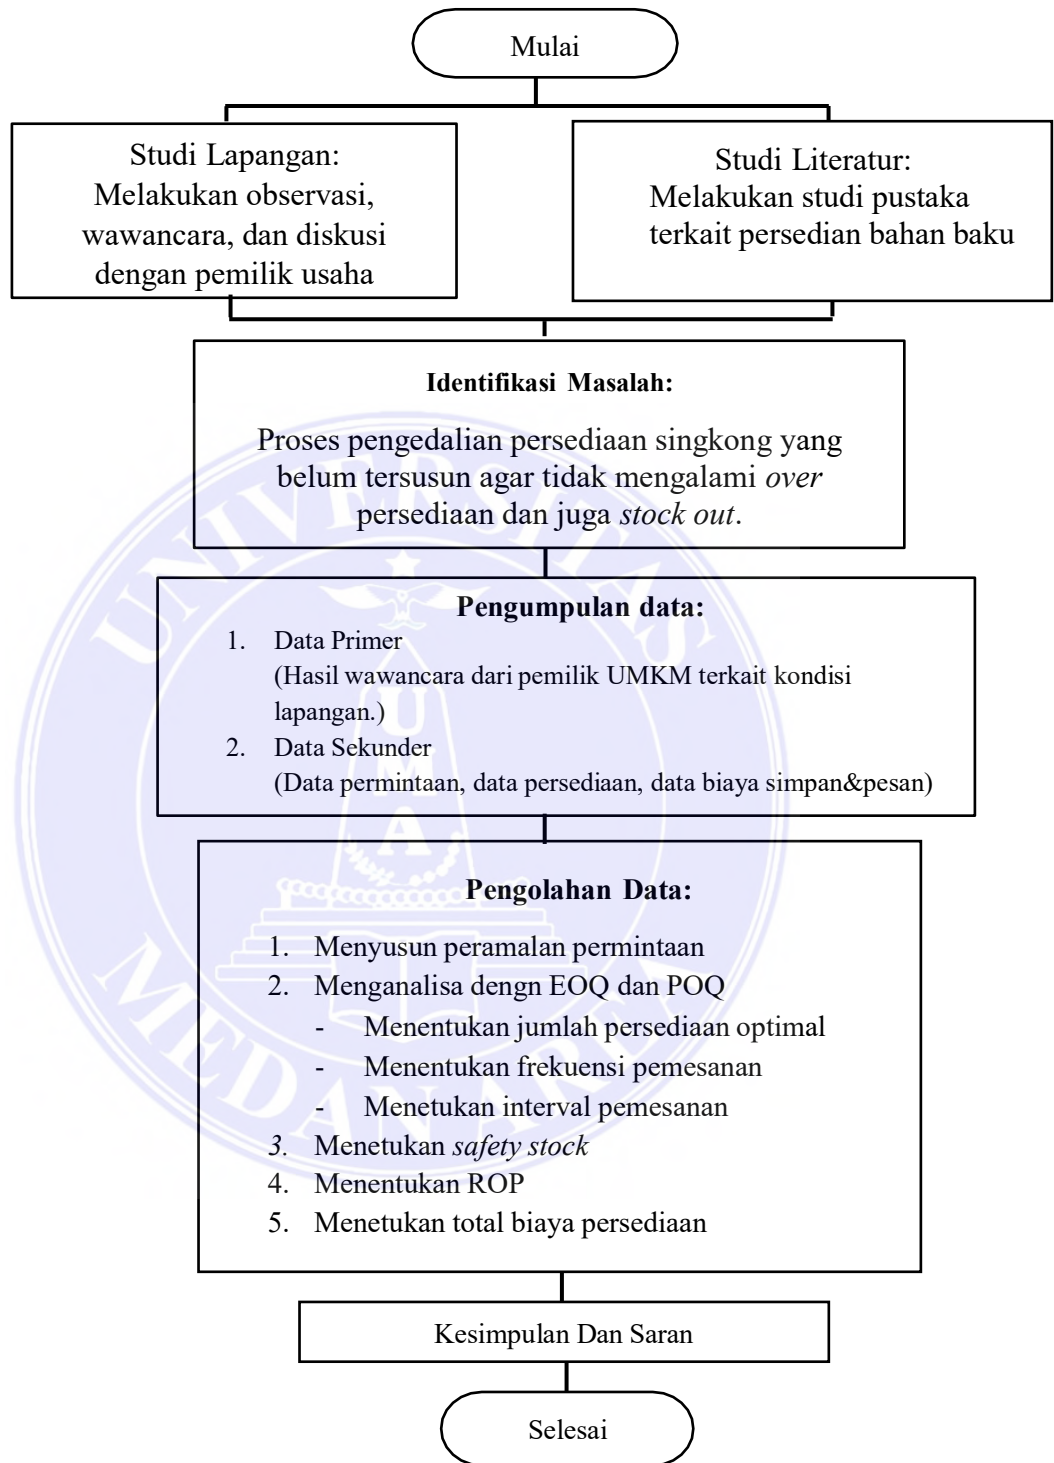 Mulai
Studi Lapangan:
Melakukan observasi,
wawancara, dan diskusi
dengan pemilik usaha
Studi Literatur:
Melakukan studi pustaka
terkait persedian bahan baku
Identifikasi Masalah:
Proses pengedalian persediaan singkong yang
belum tersusun agar tidak mengalami over
persediaan dan juga stock out.
Pengumpulan data:
1. Data Primer
(Hasil wawancara dari pemilik UMKM terkait kondisi
lapangan.)
2. Data Sekunder
(Data permintaan, data persediaan, data biaya simpan&pesan)
Pengolahan Data:
1. Menyusun peramalan permintaan
2. Menganalisa dengn EOQ dan POQ
- Menentukan jumlah persediaan optimal
- Menentukan frekuensi pemesanan
- Menetukan interval pemesanan
3. Menetukan safety stock
4. Menentukan ROP
5. Menetukan total biaya persediaan
Kesimpulan Dan Saran
Selesai
UNIVERSITAS
UMA
MEDAN AREA